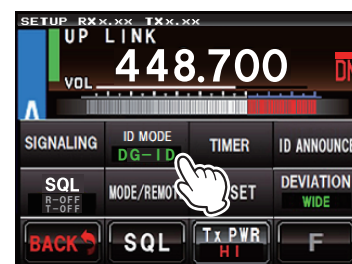 SETUP RXx.xx TXx.xx
UP LINK
VOL 448.700 DN
A
SIGNALING ID MODE TIMER ID ANNOUNCE
DG-ID
SQL MODE/REMOTE SET DEVIATION
R-OFF WIDE
T-OFF
BACK SQL Tx PWR F
HI